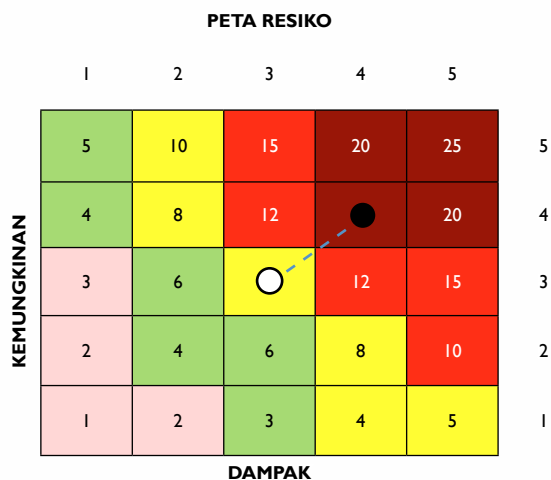 PETA RESIKO
1 2 3 4 5
5 10 15 20 25 5
4 8 12 20 4
3 6 12 15 3
2 4 6 8 10 2
1 2 3 4 5 1
KEMUNGKINAN
DAMPAK